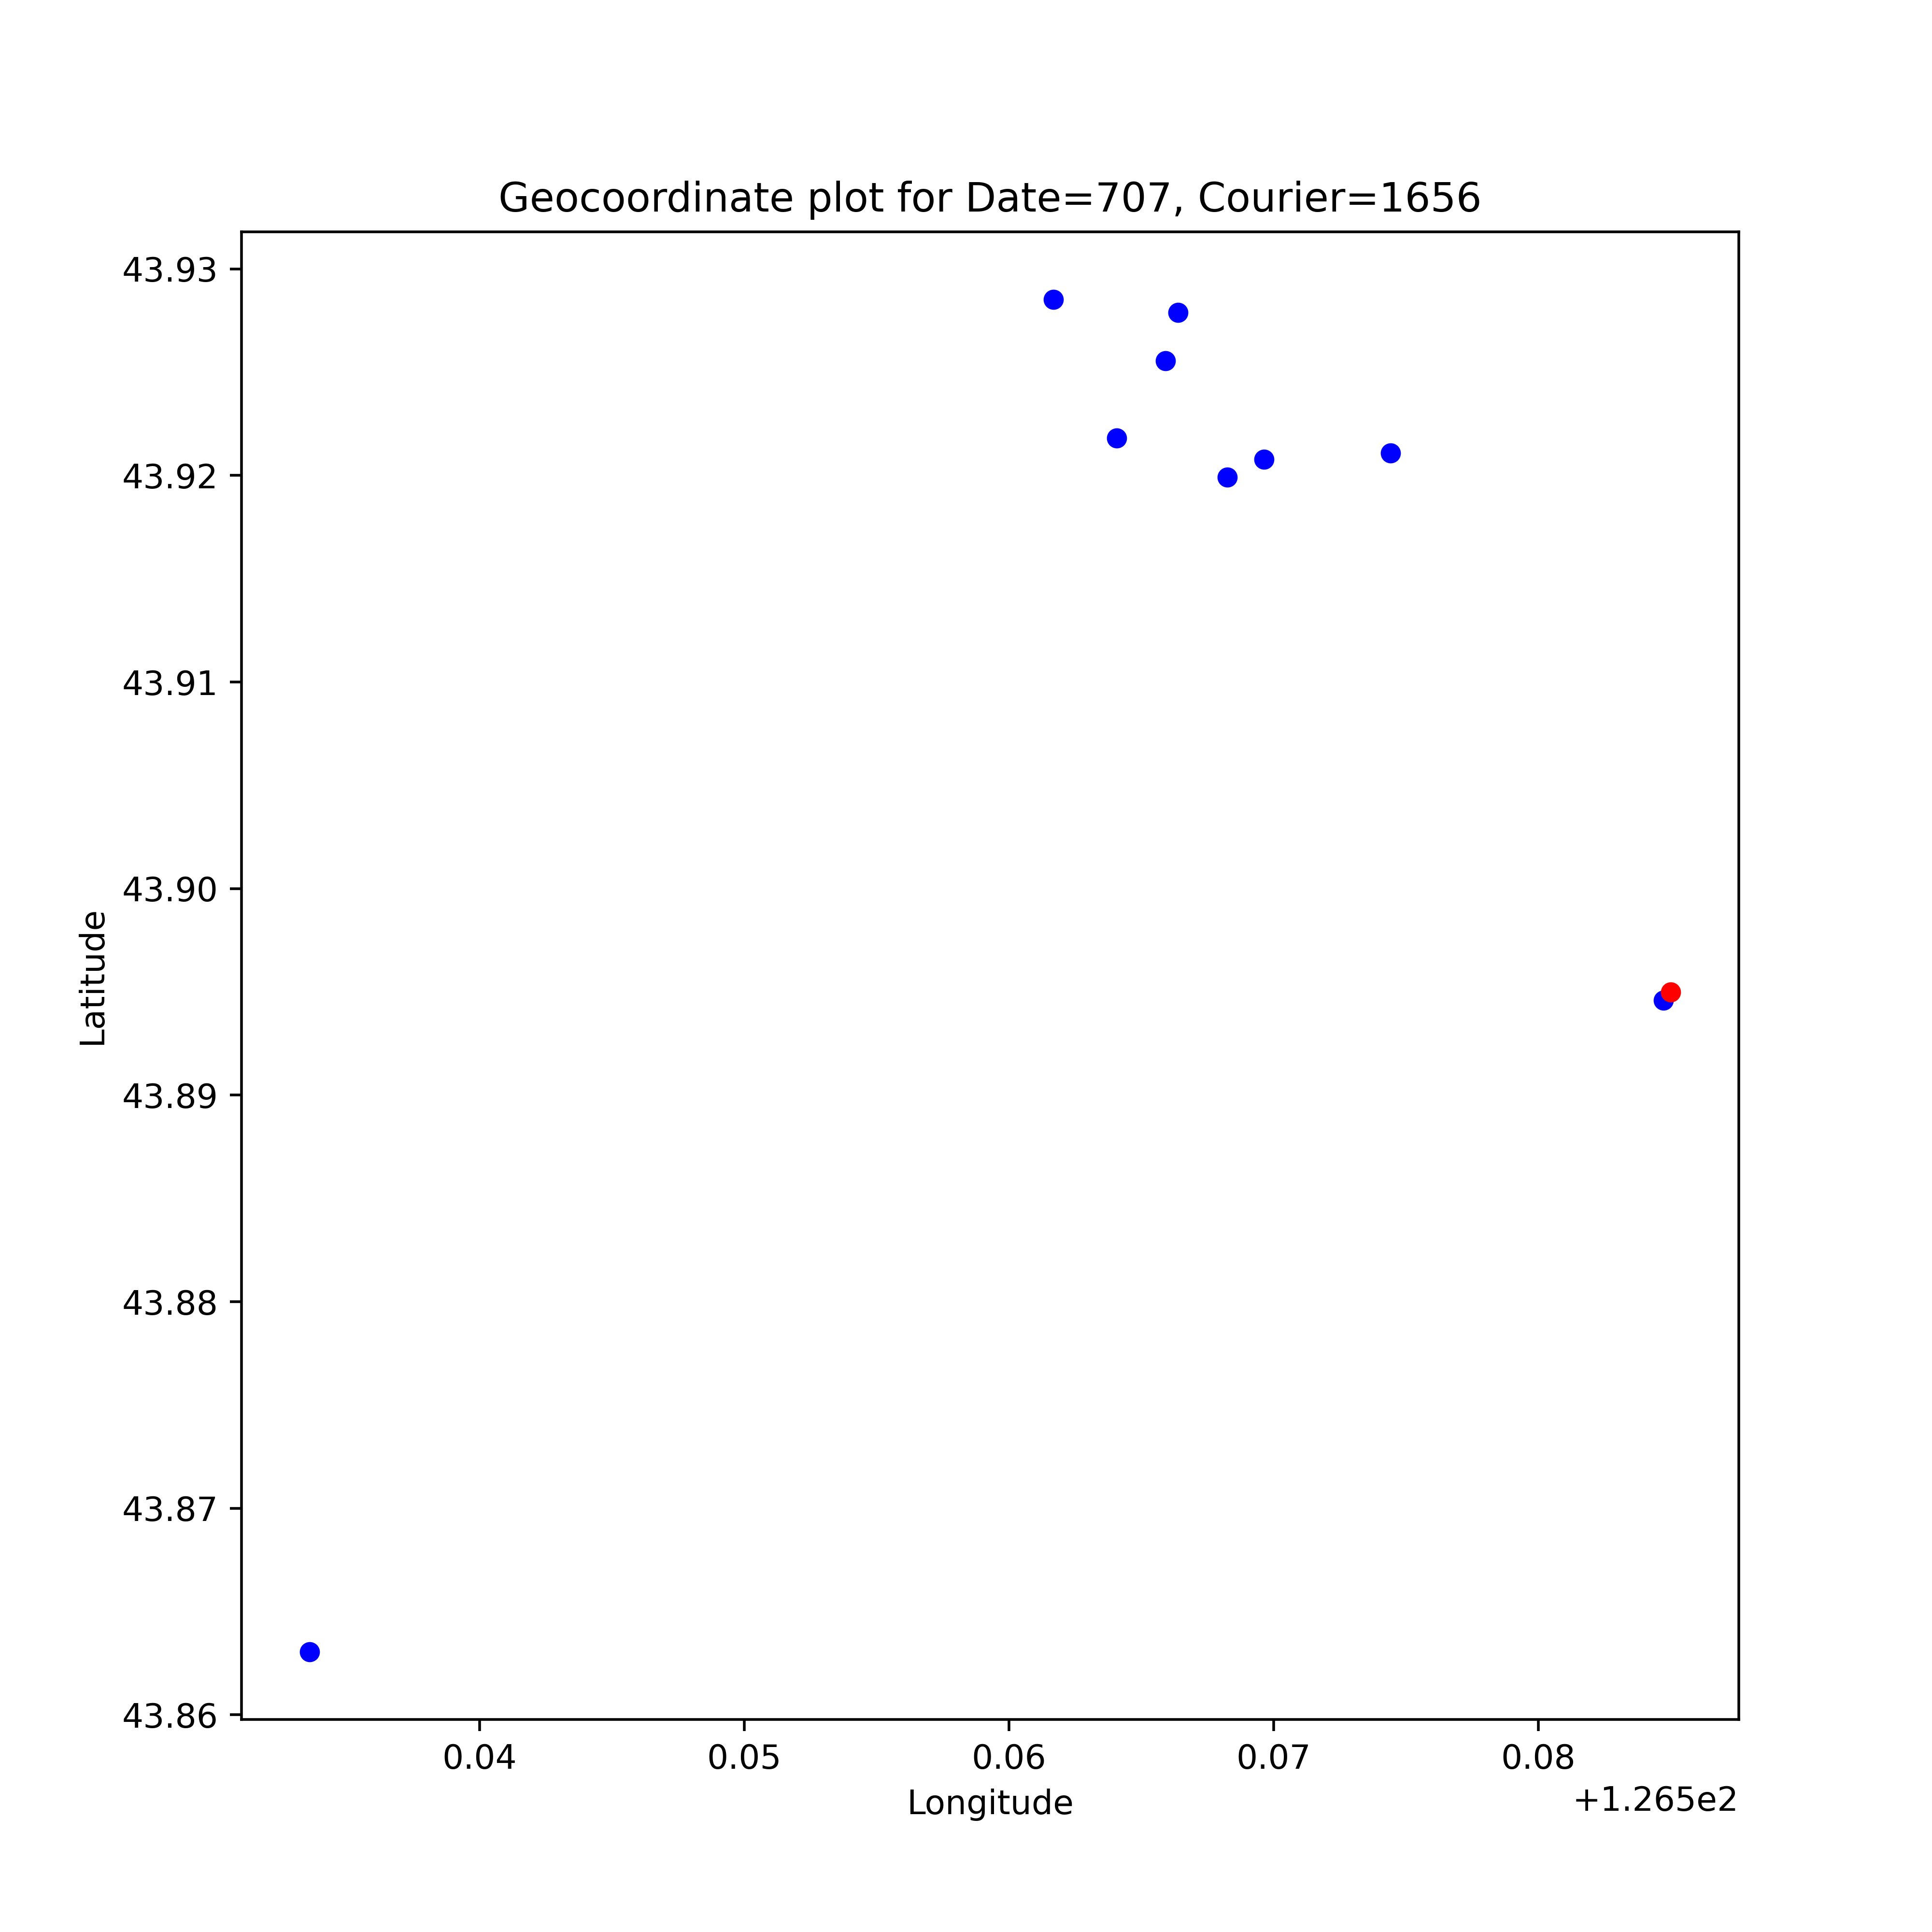 Geocoordinate plot for Date=707, Courier=1656
43.93
43.92
43.91
43.90
43.89
43.88
43.87
43.86
Latitude
0.04 0.05 0.06 0.07 0.08
+1.265e2
Longitude